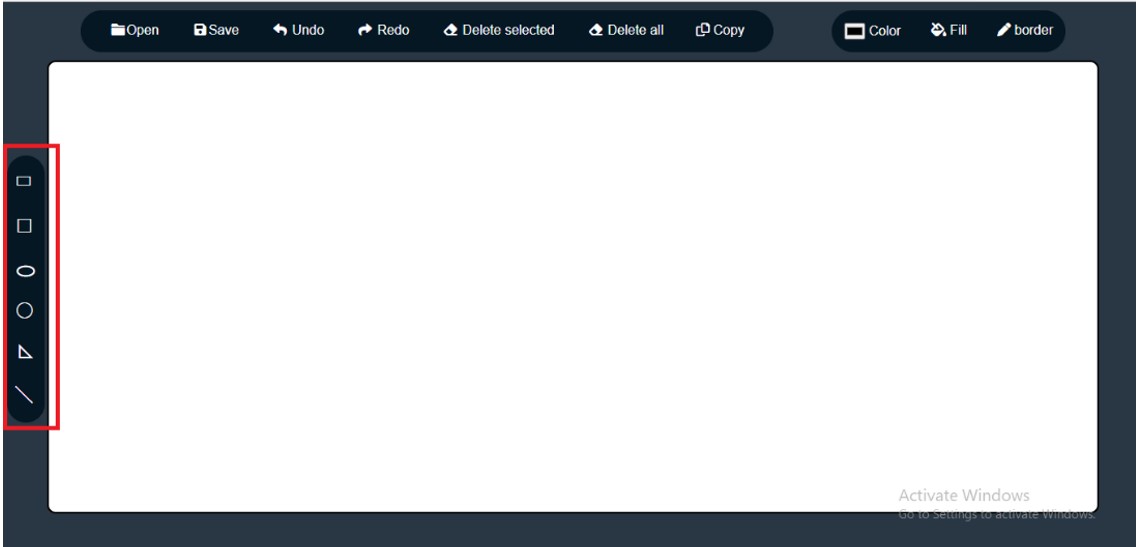 Open Save Undo Redo Delete selected Delete all Copy Color Fill border
Activate Windows
Go to Settings to activate Windows.